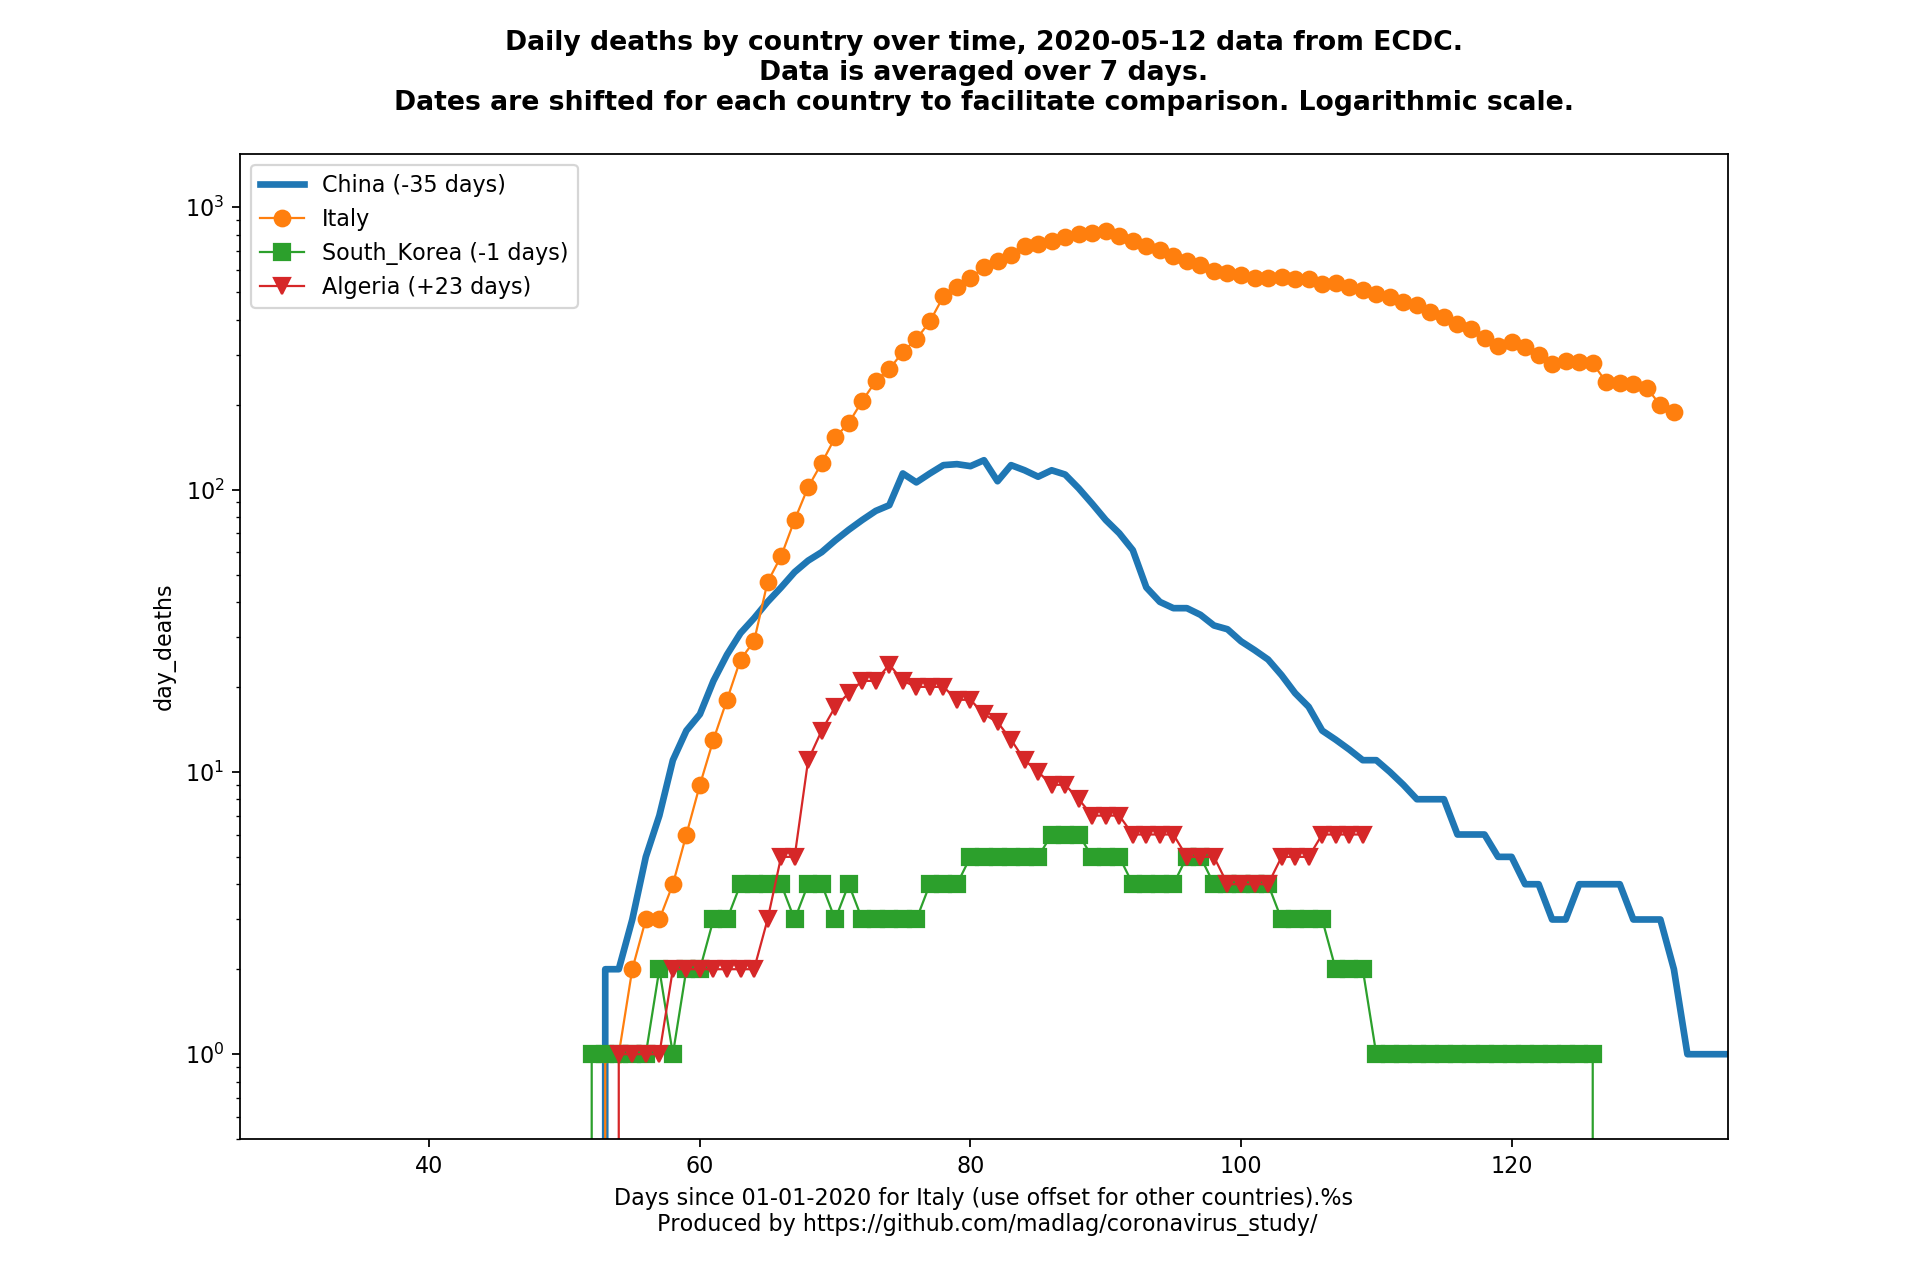 Daily deaths by country over time, 2020-05-12 data from ECDC.
Data is averaged over 7 days.
Dates are shifted for each country to facilitate comparison. Logarithmic scale.
China (-35 days)
Italy
South_Korea (-1 days)
Algeria (+23 days)
10³
10²
10¹
10⁰
day_deaths
40 60 80 100 120
Days since 01-01-2020 for Italy (use offset for other countries).%s
Produced by https://github.com/madlag/coronavirus_study/